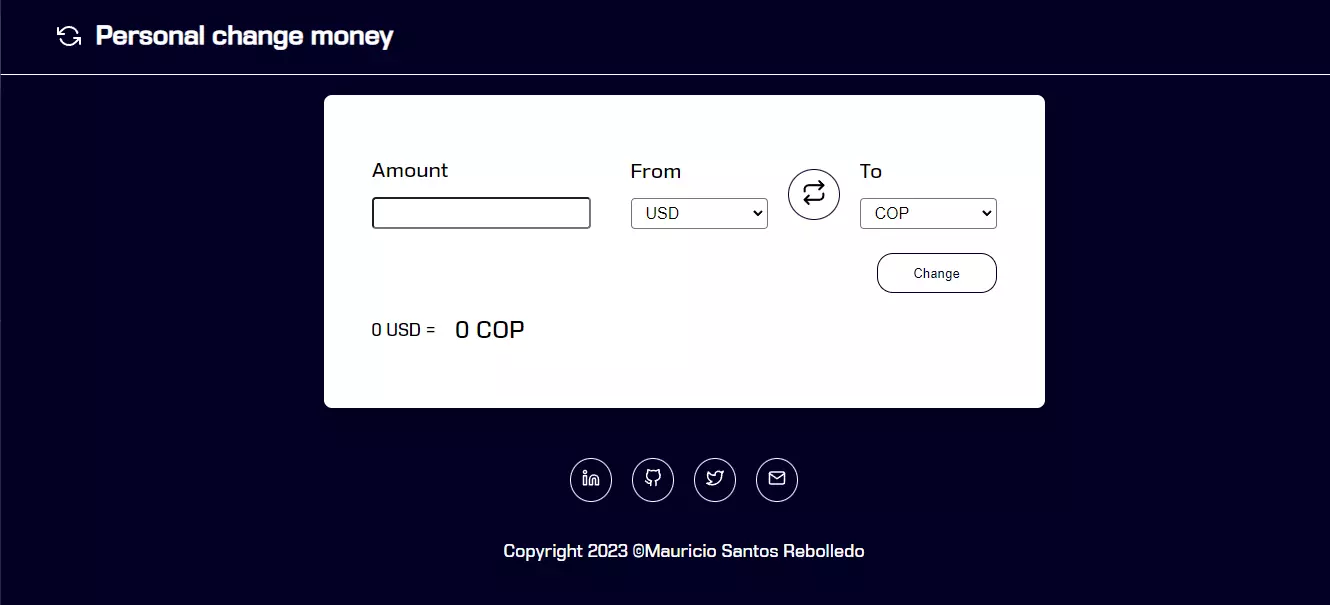 Personal change money
Amount
From
To
USD
COP
Change
0 USD = 0 COP
Copyright 2023 ©Mauricio Santos Rebolledo